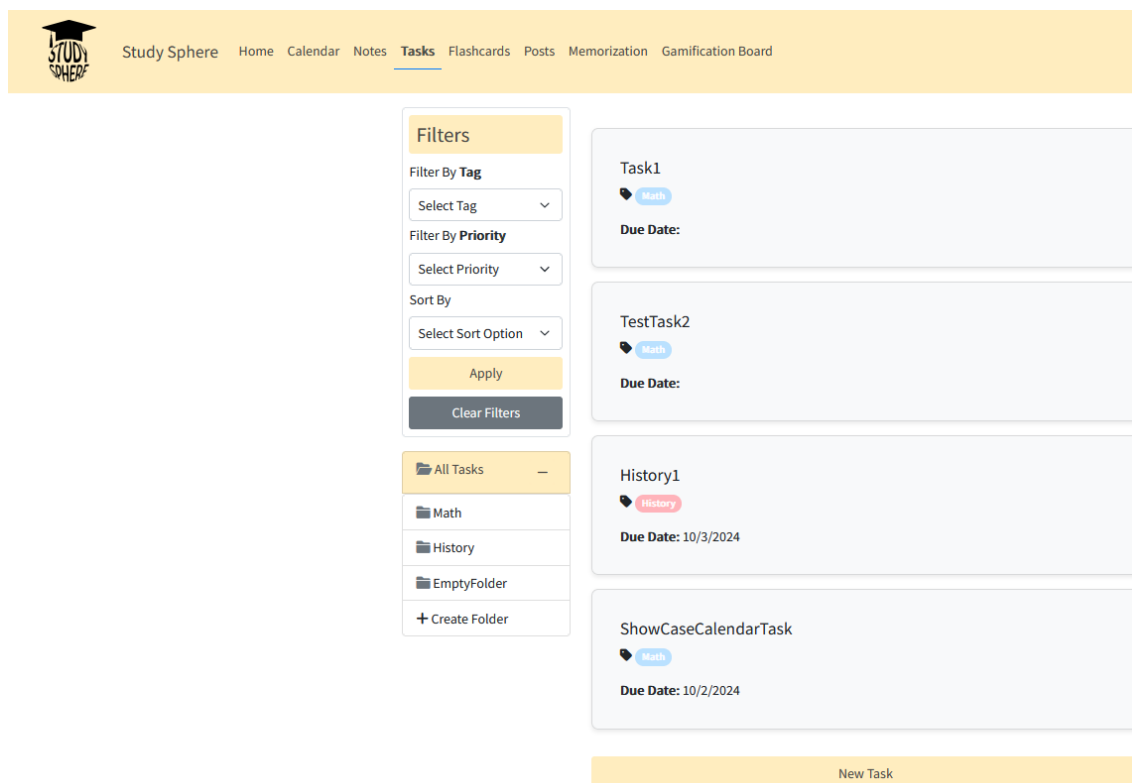 STUDY
SPHERE
Study Sphere Home Calendar Notes Tasks Flashcards Posts Memorization Gamification Board
Filters
Filter By Tag
Select Tag
Filter By Priority
Select Priority
Sort By
Select Sort Option
Apply
Clear Filters
All Tasks
Math
History
EmptyFolder
Create Folder
Task1
Math
Due Date:
TestTask2
Math
Due Date:
History1
History
Due Date: 10/3/2024
ShowCaseCalendarTask
Math
Due Date: 10/2/2024
New Task